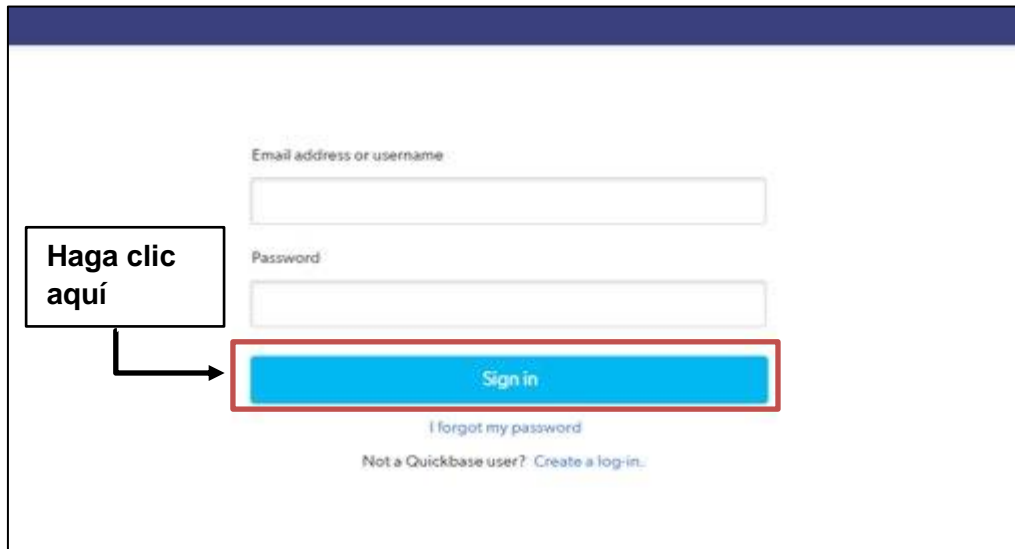 Email address or username
Haga clic
aquí
Password
Sign in
I forgot my password
Not a Quickbase user? Create a log-in.